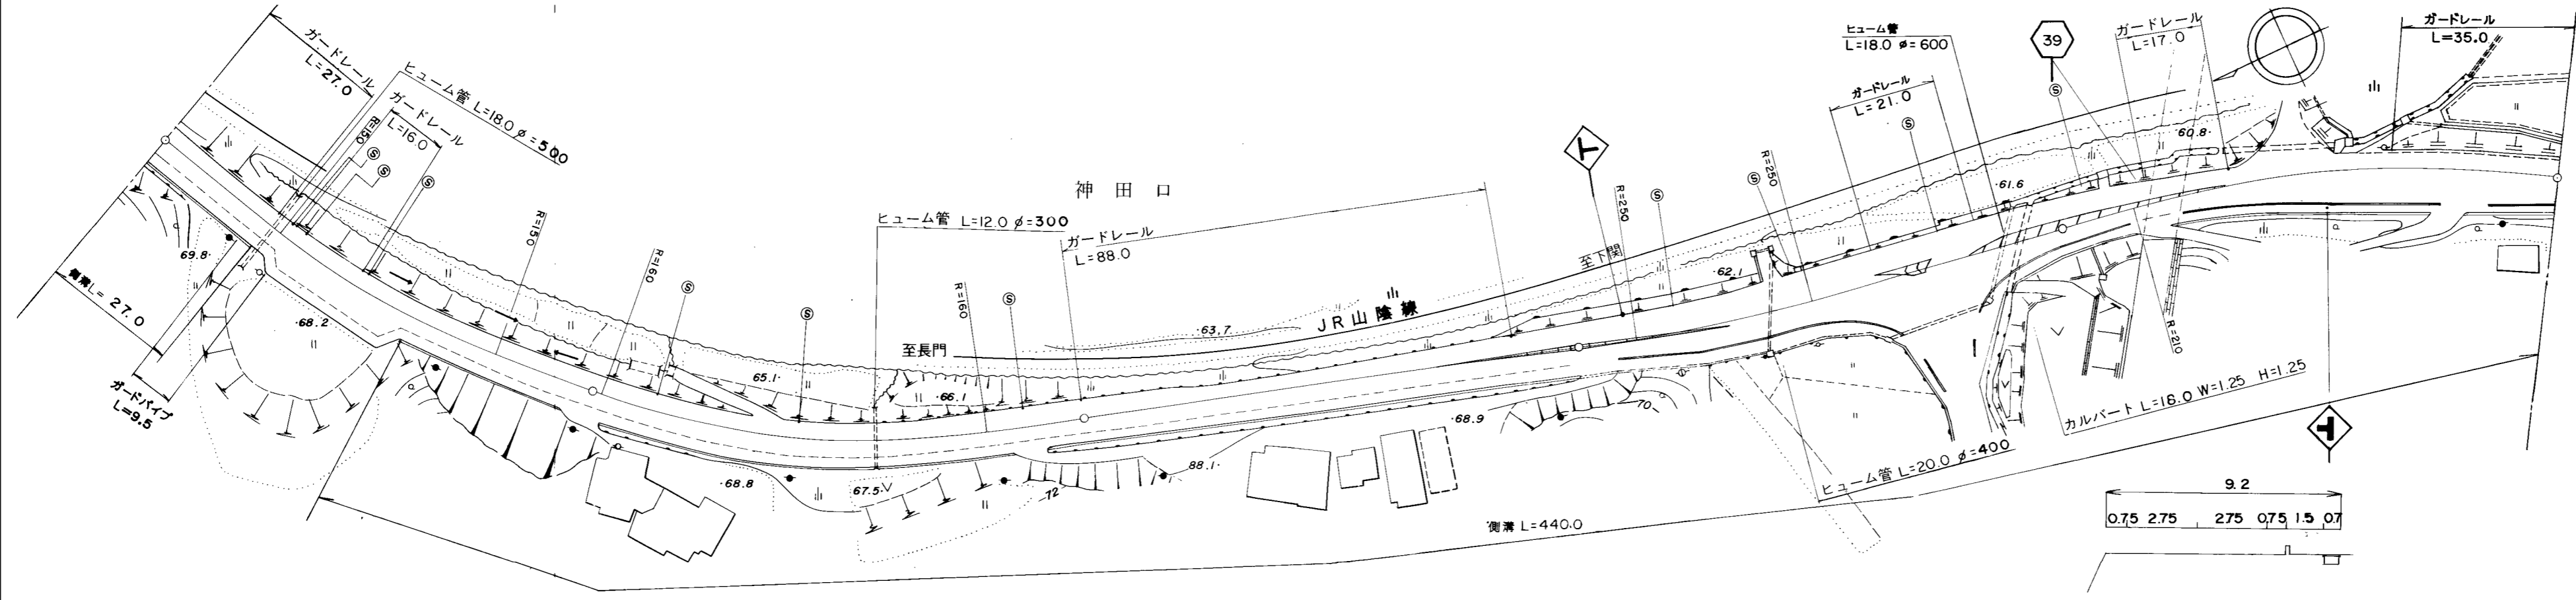 ガードレール
L=27.0
ヒューム管 L=18.0 φ=500
ガードレール
L=16.0
R=150
Ⓢ
Ⓢ
Ⓢ
69.8
側溝L= 27.0
ガードパイプ
L=9.5
68.2
R=150
R=160
Ⓢ
Ⓢ
65.1
66.1
68.8
67.5
72
88.1
68.9
70
至長門
神田口
ヒューム管 L=12.0 φ=300
ガードレール
L=88.0
R=160
Ⓢ
63.7
JR山陰線
至下関
R=250
Ⓢ
62.1
Ⓢ
R=250
ガードレール
L=21.0
Ⓢ
ヒューム管
L=18.0 φ=600
61.6
39
Ⓢ
ガードレール
L=17.0
60.8
ガードレール
L=35.0
R=210
カルバート L=16.0 W=1.25 H=1.25
ヒューム管 L=20.0 φ=400
側溝 L=440.0
9.2
0.75 2.75 2.75 0.75 1.5 0.7